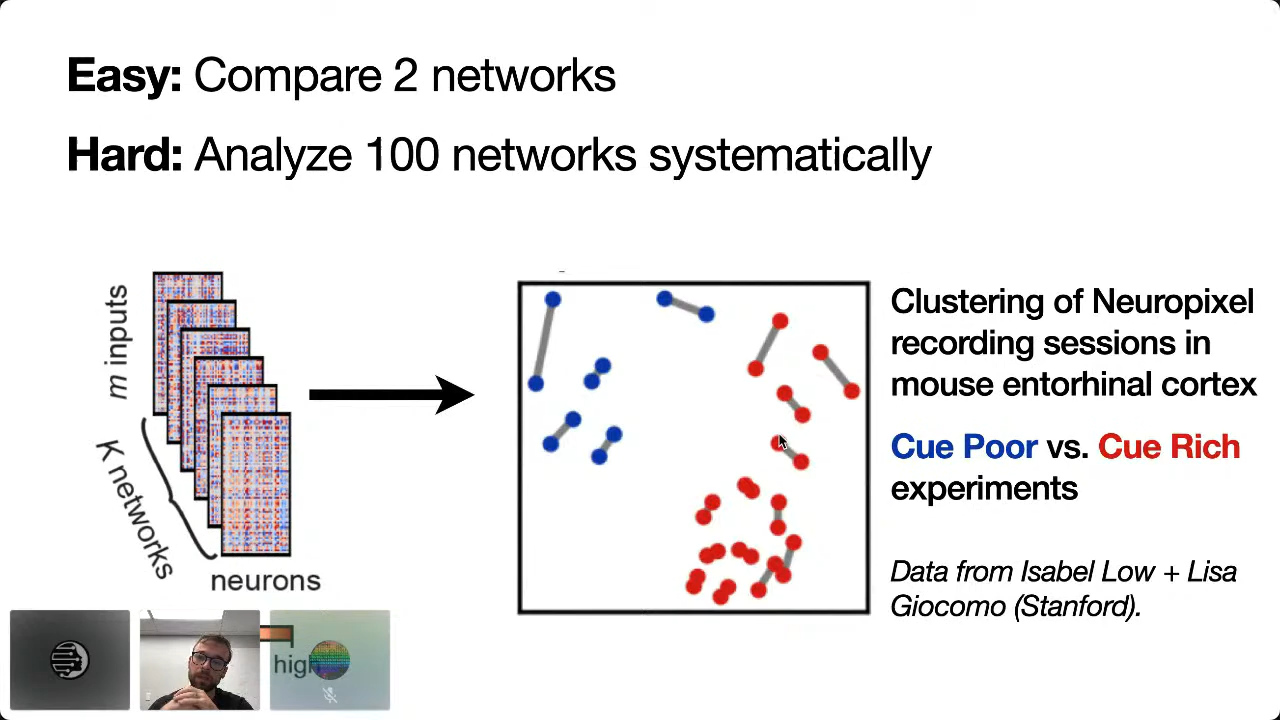 Easy: Compare 2 networks
Hard: Analyze 100 networks systematically
m inputs
K networks
neurons
Clustering of Neuropixel
recording sessions in
mouse entorhinal cortex
Cue Poor vs. Cue Rich
experiments
Data from Isabel Low + Lisa
Giocomo (Stanford).
high